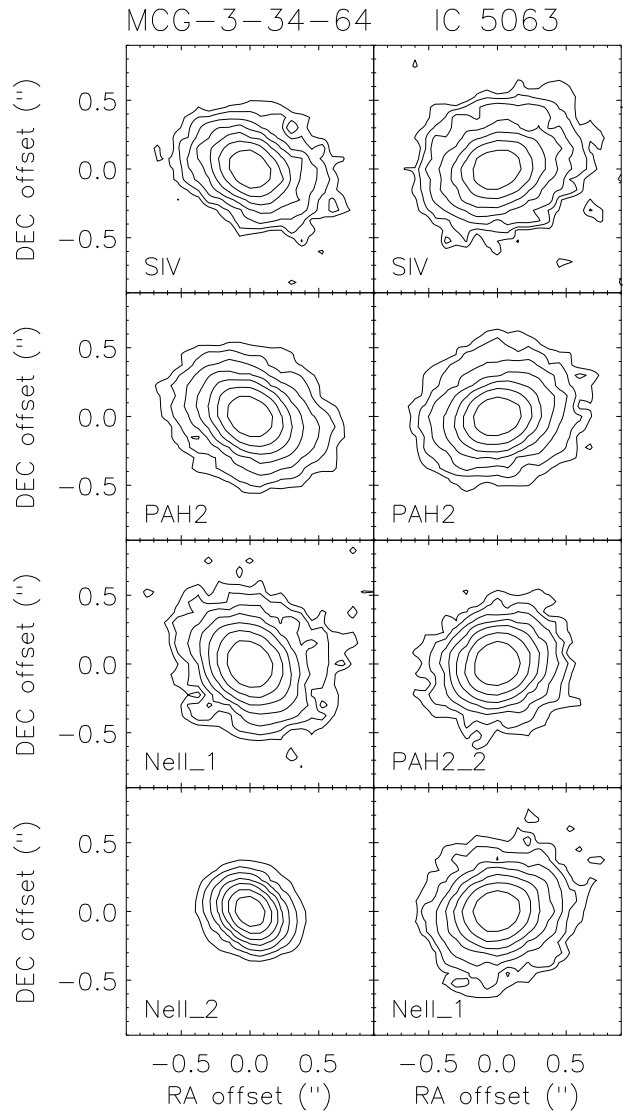 MCG−3−34−64 IC 5063
DEC offset ('') 0.5 0.0 −0.5 SIV SIV
DEC offset ('') 0.5 0.0 −0.5 PAH2 PAH2
DEC offset ('') 0.5 0.0 −0.5 NeII_1 PAH2_2
DEC offset ('') 0.5 0.0 −0.5 NeII_2 NeII_1
−0.5 0.0 0.5 −0.5 0.0 0.5
RA offset ('') RA offset ('')